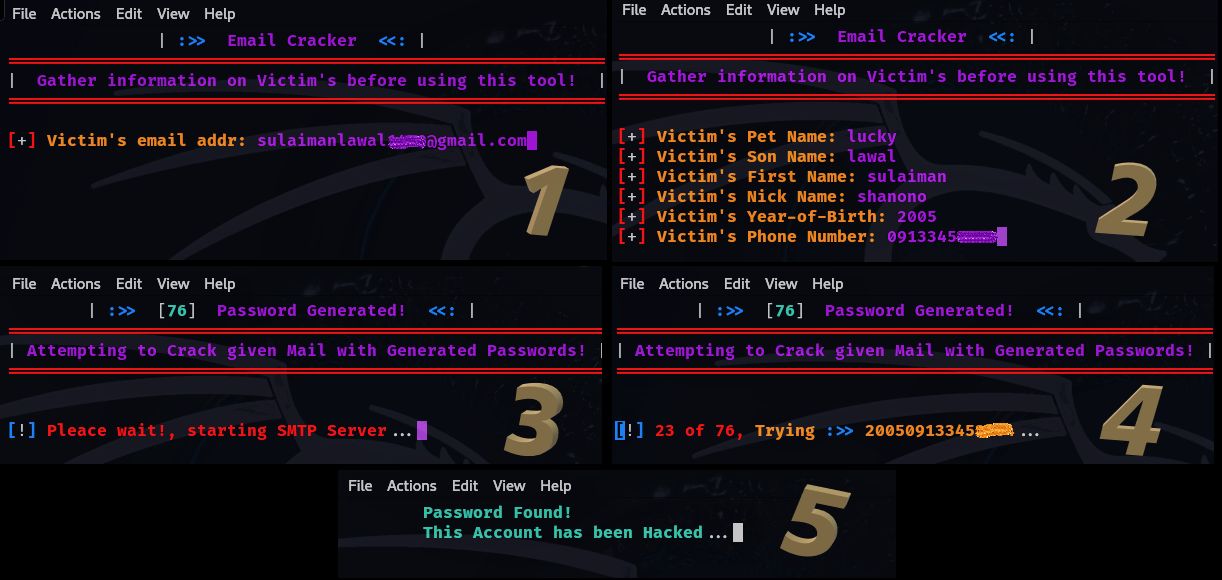 File Actions Edit View Help
| :>> Email Cracker <<: |
| Gather information on Victim's before using this tool! |
[+] Victim's email addr: sulaimanlawal @gmail.com
1
File Actions Edit View Help
| :>> Email Cracker <<: |
| Gather information on Victim's before using this tool! |
[+] Victim's Pet Name: lucky
[+] Victim's Son Name: lawal
[+] Victim's First Name: sulaiman
[+] Victim's Nick Name: shanono
[+] Victim's Year-of-Birth: 2005
[+] Victim's Phone Number: 0913345
2
File Actions Edit View Help
| :>> [76] Password Generated! <<: |
| Attempting to Crack given Mail with Generated Passwords! |
[!] Pleace wait!, starting SMTP Server...
3
File Actions Edit View Help
| :>> [76] Password Generated! <<: |
| Attempting to Crack given Mail with Generated Passwords! |
[!] 23 of 76, Trying :>> 20050913345 ...
4
File Actions Edit View Help
Password Found!
This Account has been Hacked...
5